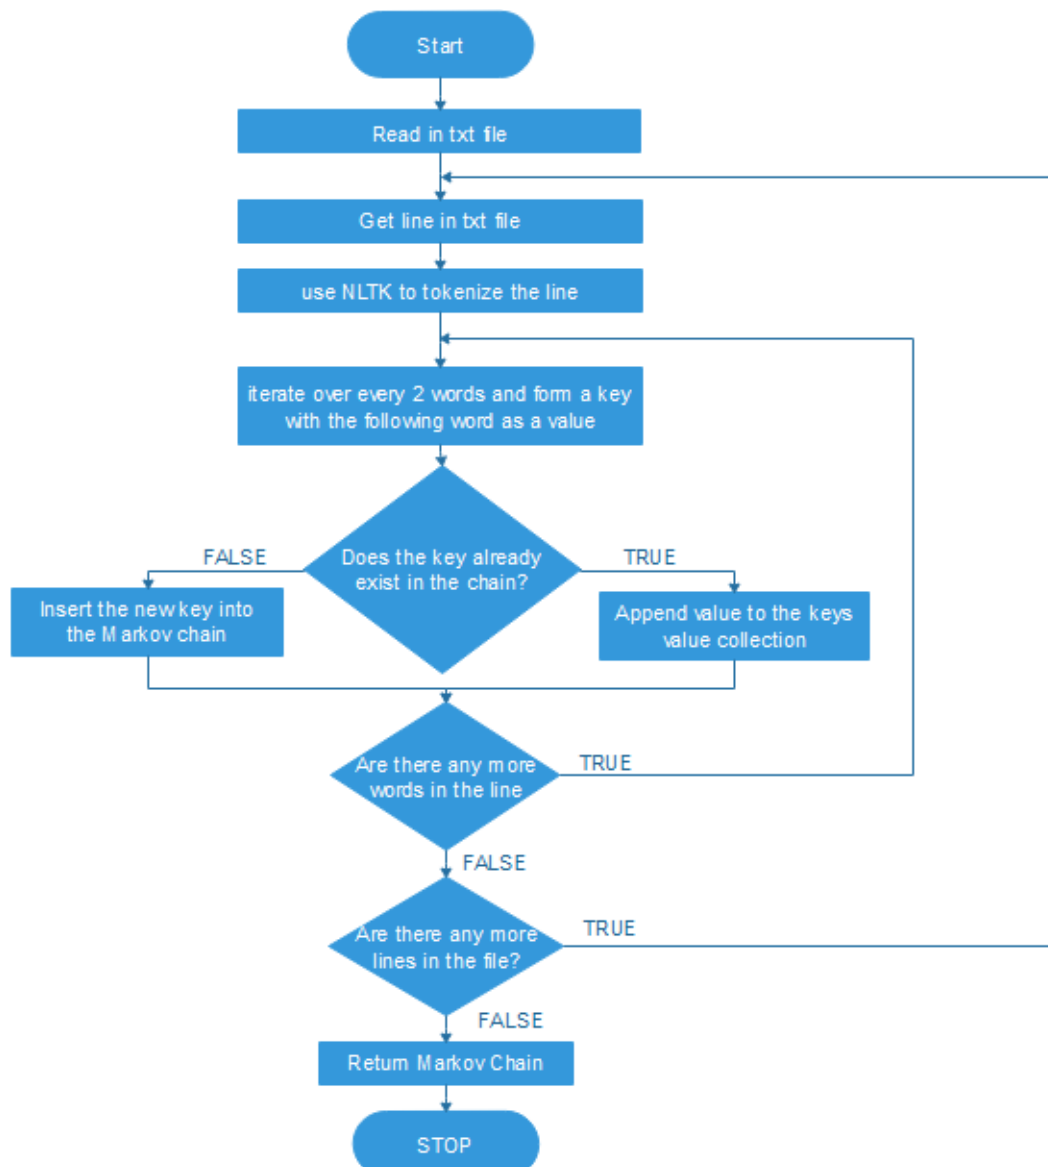 Start
Read in txt file
Get line in txt file
use NLTK to tokenize the line
iterate over every 2 words and form a key
with the following word as a value
Does the key already
exist in the chain?
FALSE
TRUE
Insert the new key into
the Markov chain
Append value to the keys
value collection
Are there any more
words in the line
TRUE
FALSE
Are there any more
lines in the file?
TRUE
FALSE
Return Markov Chain
STOP